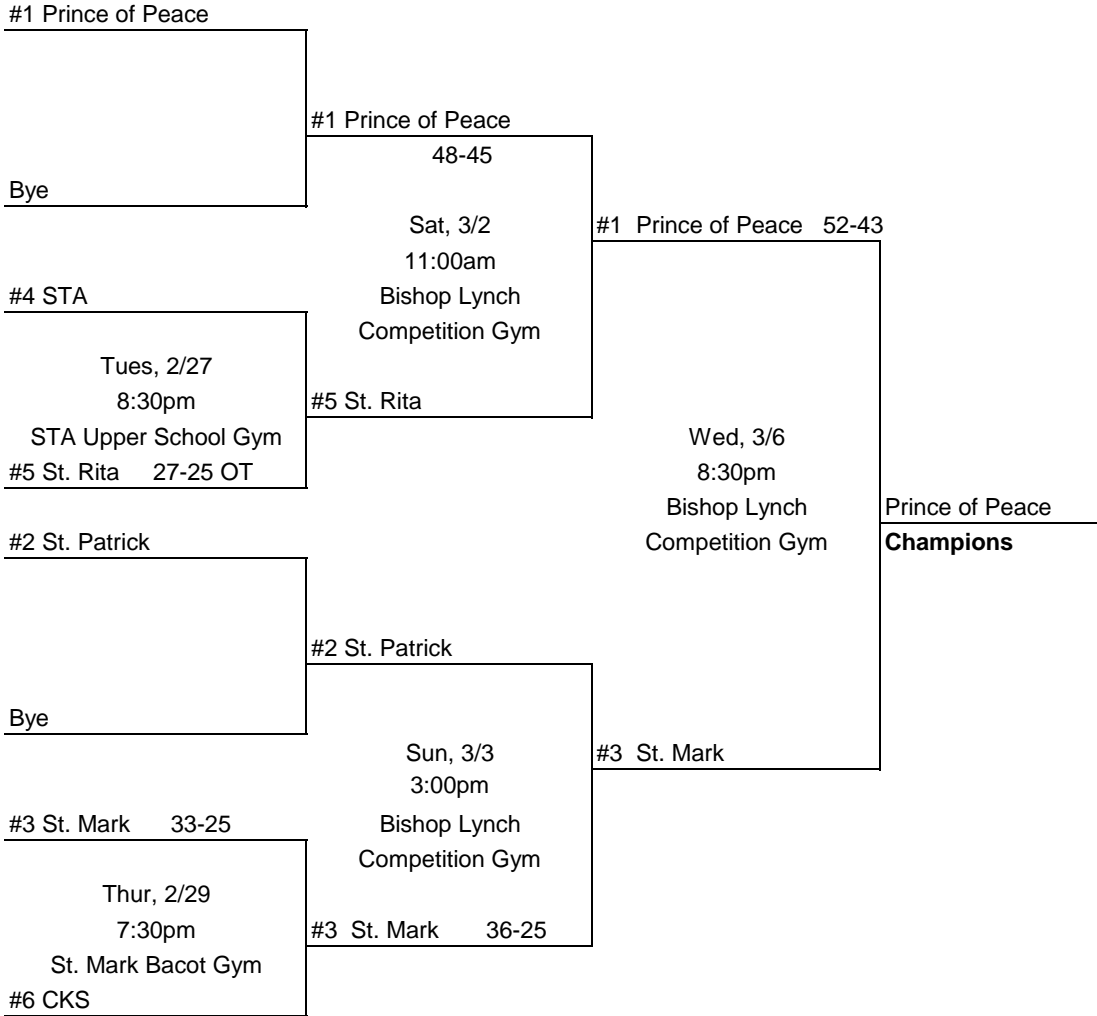 #1 Prince of Peace
#1 Prince of Peace
48-45
Bye
Sat, 3/2
#1  Prince of Peace   52-43
11:00am
#4 STA
Bishop Lynch
Competition Gym
Tues, 2/27
8:30pm
#5 St. Rita
STA Upper School Gym
Wed, 3/6
#5 St. Rita     27-25 OT
8:30pm
Bishop Lynch
Prince of Peace
#2 St. Patrick
Competition Gym
Champions
#2 St. Patrick
Bye
Sun, 3/3
#3  St. Mark
3:00pm
#3 St. Mark      33-25
Bishop Lynch
Competition Gym
Thur, 2/29
7:30pm
#3  St. Mark       36-25
St. Mark Bacot Gym
#6 CKS